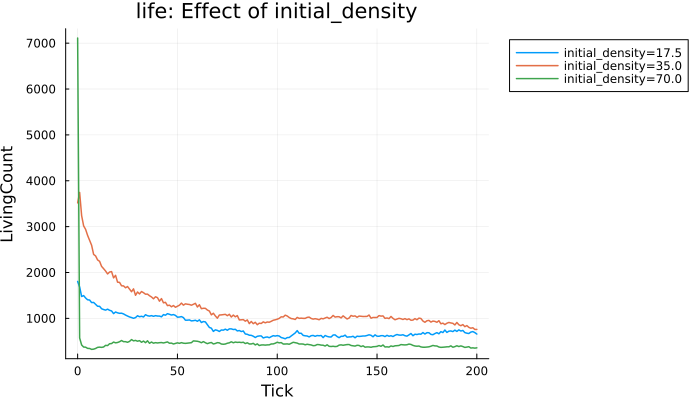 life: Effect of initial_density
LivingCount
7000
6000
5000
4000
3000
2000
1000
0
50
100
150
200
Tick
initial_density=17.5
initial_density=35.0
initial_density=70.0